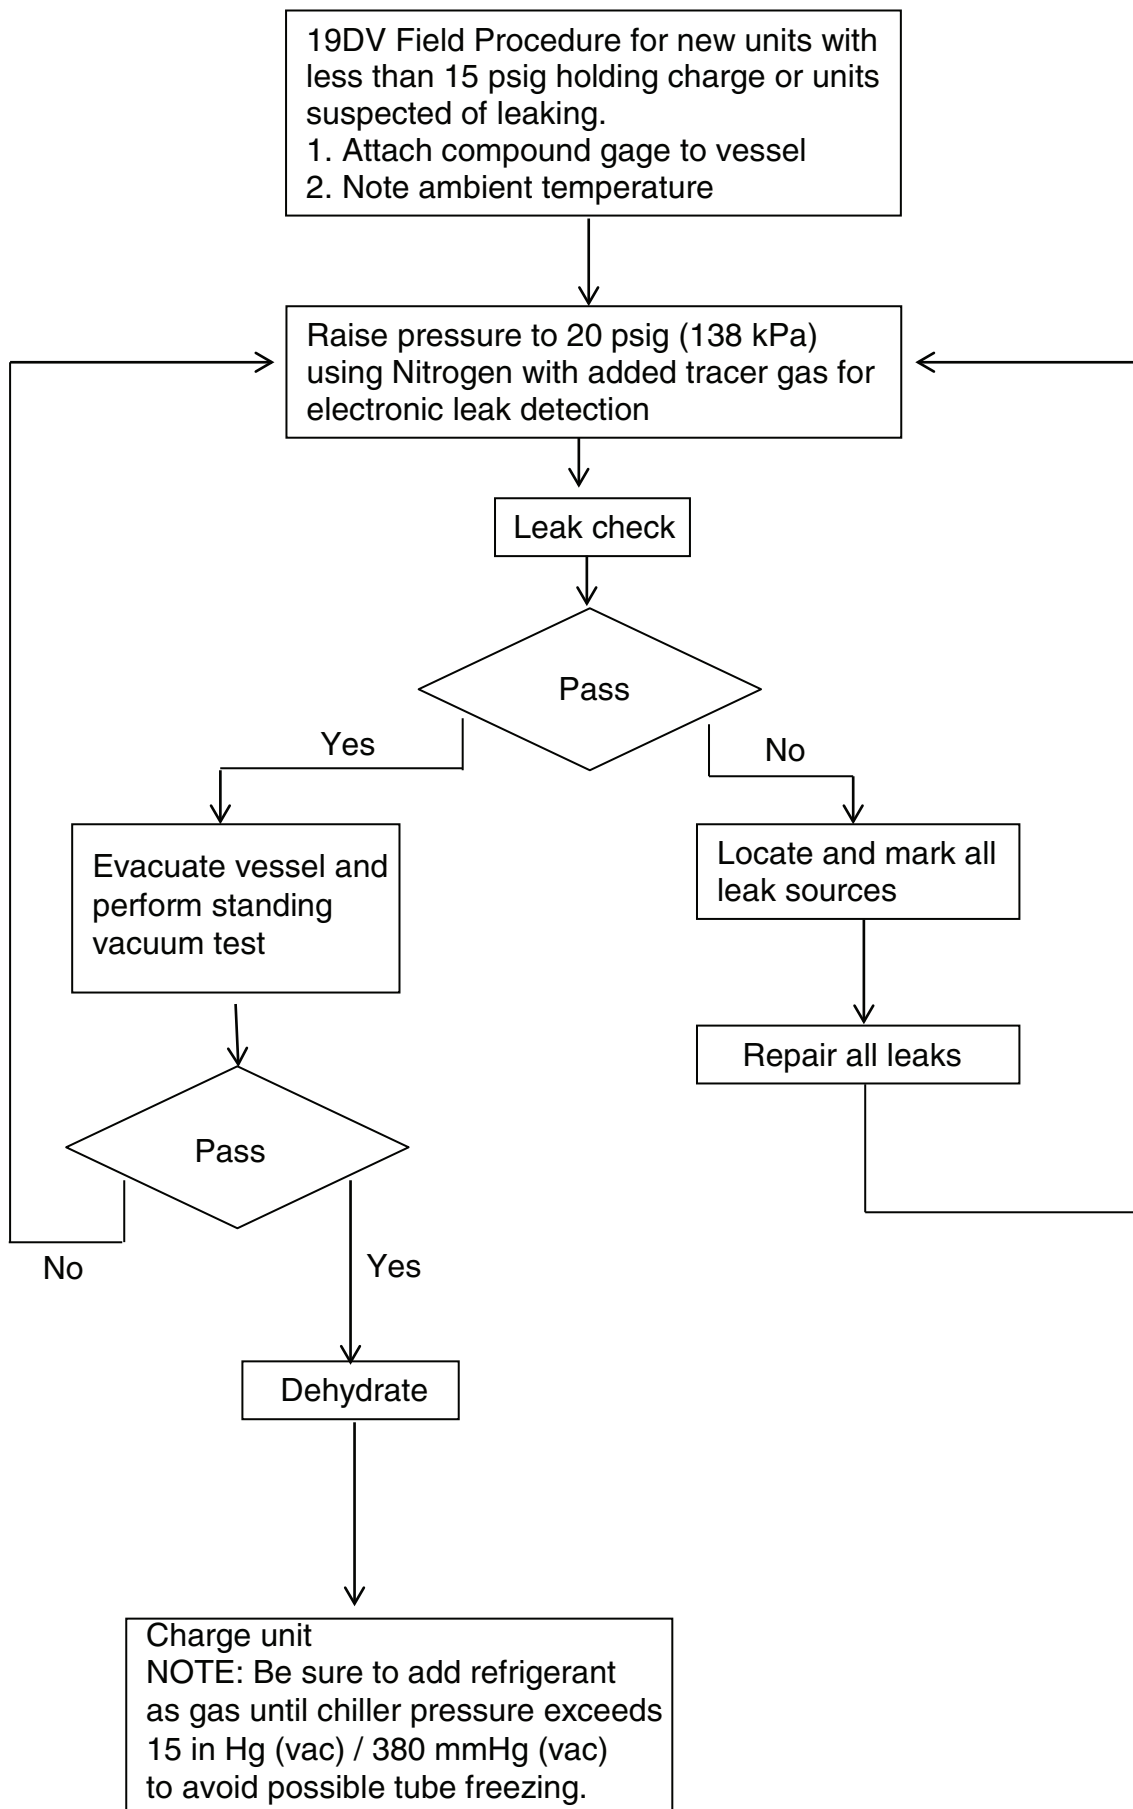 19DV Field Procedure for new units with
less than 15 psig holding charge or units
suspected of leaking.
1. Attach compound gage to vessel
2. Note ambient temperature
Raise pressure to 20 psig (138 kPa)
using Nitrogen with added tracer gas for
electronic leak detection
Leak check
Pass
Yes
No
Evacuate vessel and
perform standing
vacuum test
Locate and mark all
leak sources
Repair all leaks
Pass
No
Yes
Dehydrate
Charge unit
NOTE: Be sure to add refrigerant
as gas until chiller pressure exceeds
15 in Hg (vac) / 380 mmHg (vac)
to avoid possible tube freezing.